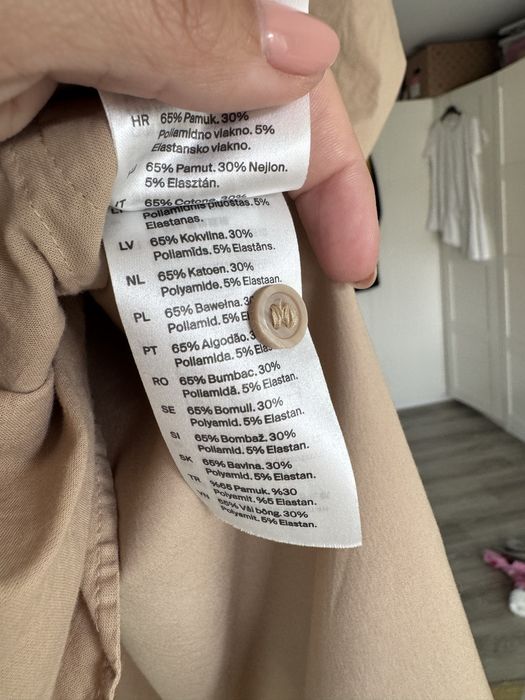 HR 65% Pamuk. 30%
Poliamidno vlakno. 5%
Elastansko vlakno.
65% Pamut. 30% Nejlon.
5% Elasztán.
65%
pluoštas. 5%
Elastanas.
LV 65% Kokvilna. 30%
Poliamīds. 5% Elastāns.
NL 65% Katoen. 30%
Polyamide. 5% Elastaan.
PL 65% Bawełna.
Poliamid. 5%
PT 65% Algodão.
Poliamida. 5%
RO 65% Bumbac. 30%
Poliamidă. 5% Elastan.
SE 65% Bomull. 30%
Polyamid. 5% Elastan.
SI 65% Bombaž. 30%
Poliamid. 5% Elastan.
SK 65% Bavlna. 30%
Polyamid. 5% Elastan.
TR %65 Pamuk. %30
Polyamit. %5 Elastan.
VN 65% Vải bông. 30%
Polyamit. 5% Elastan.